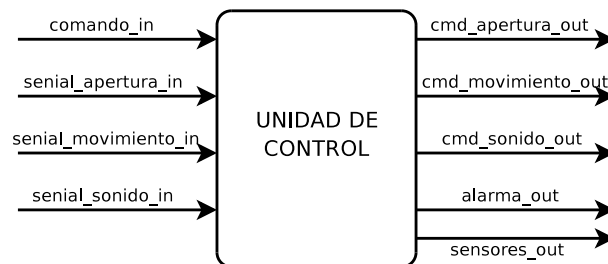 comando_in
senial_apertura_in
senial_movimiento_in
senial_sonido_in
UNIDAD DE
CONTROL
cmd_apertura_out
cmd_movimiento_out
cmd_sonido_out
alarma_out
sensores_out